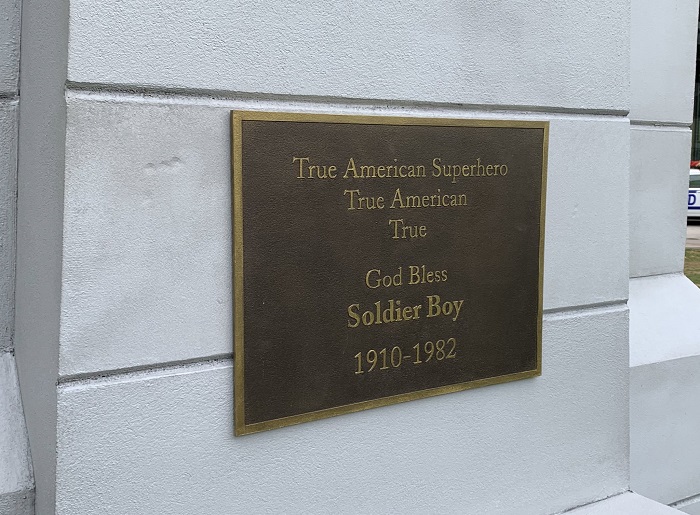 True American Superhero
True American
True
God Bless
Soldier Boy
1910-1982